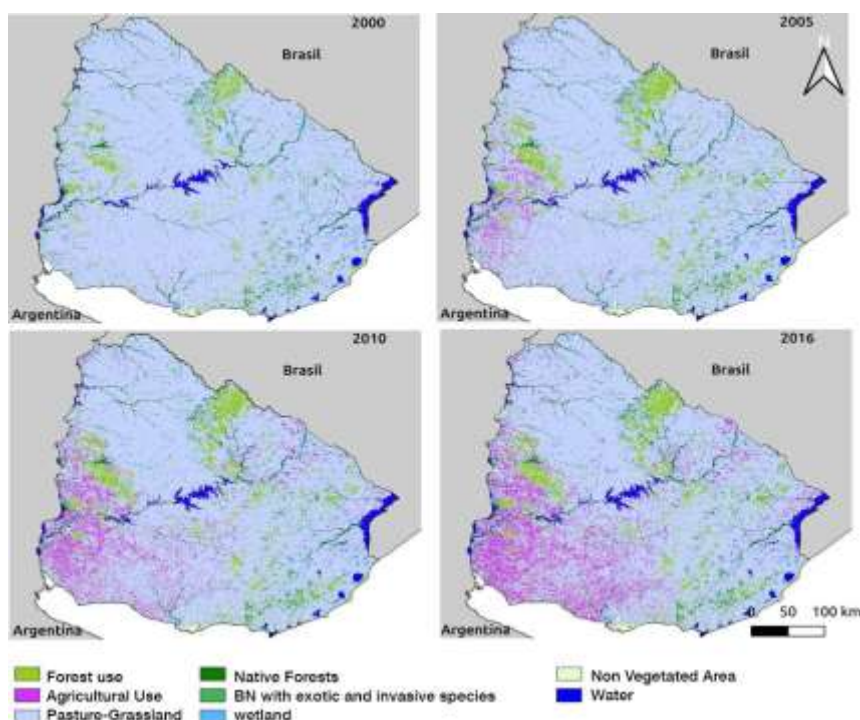 2000
Brasil
Argentina
2005
Brasil
N
Argentina
2010
Brasil
Argentina
2016
Brasil
Argentina
0 50 100 km
Forest use
Agricultural Use
Pasture-Grassland
Native Forests
BN with exotic and invasive species
wetland
Non Vegetated Area
Water